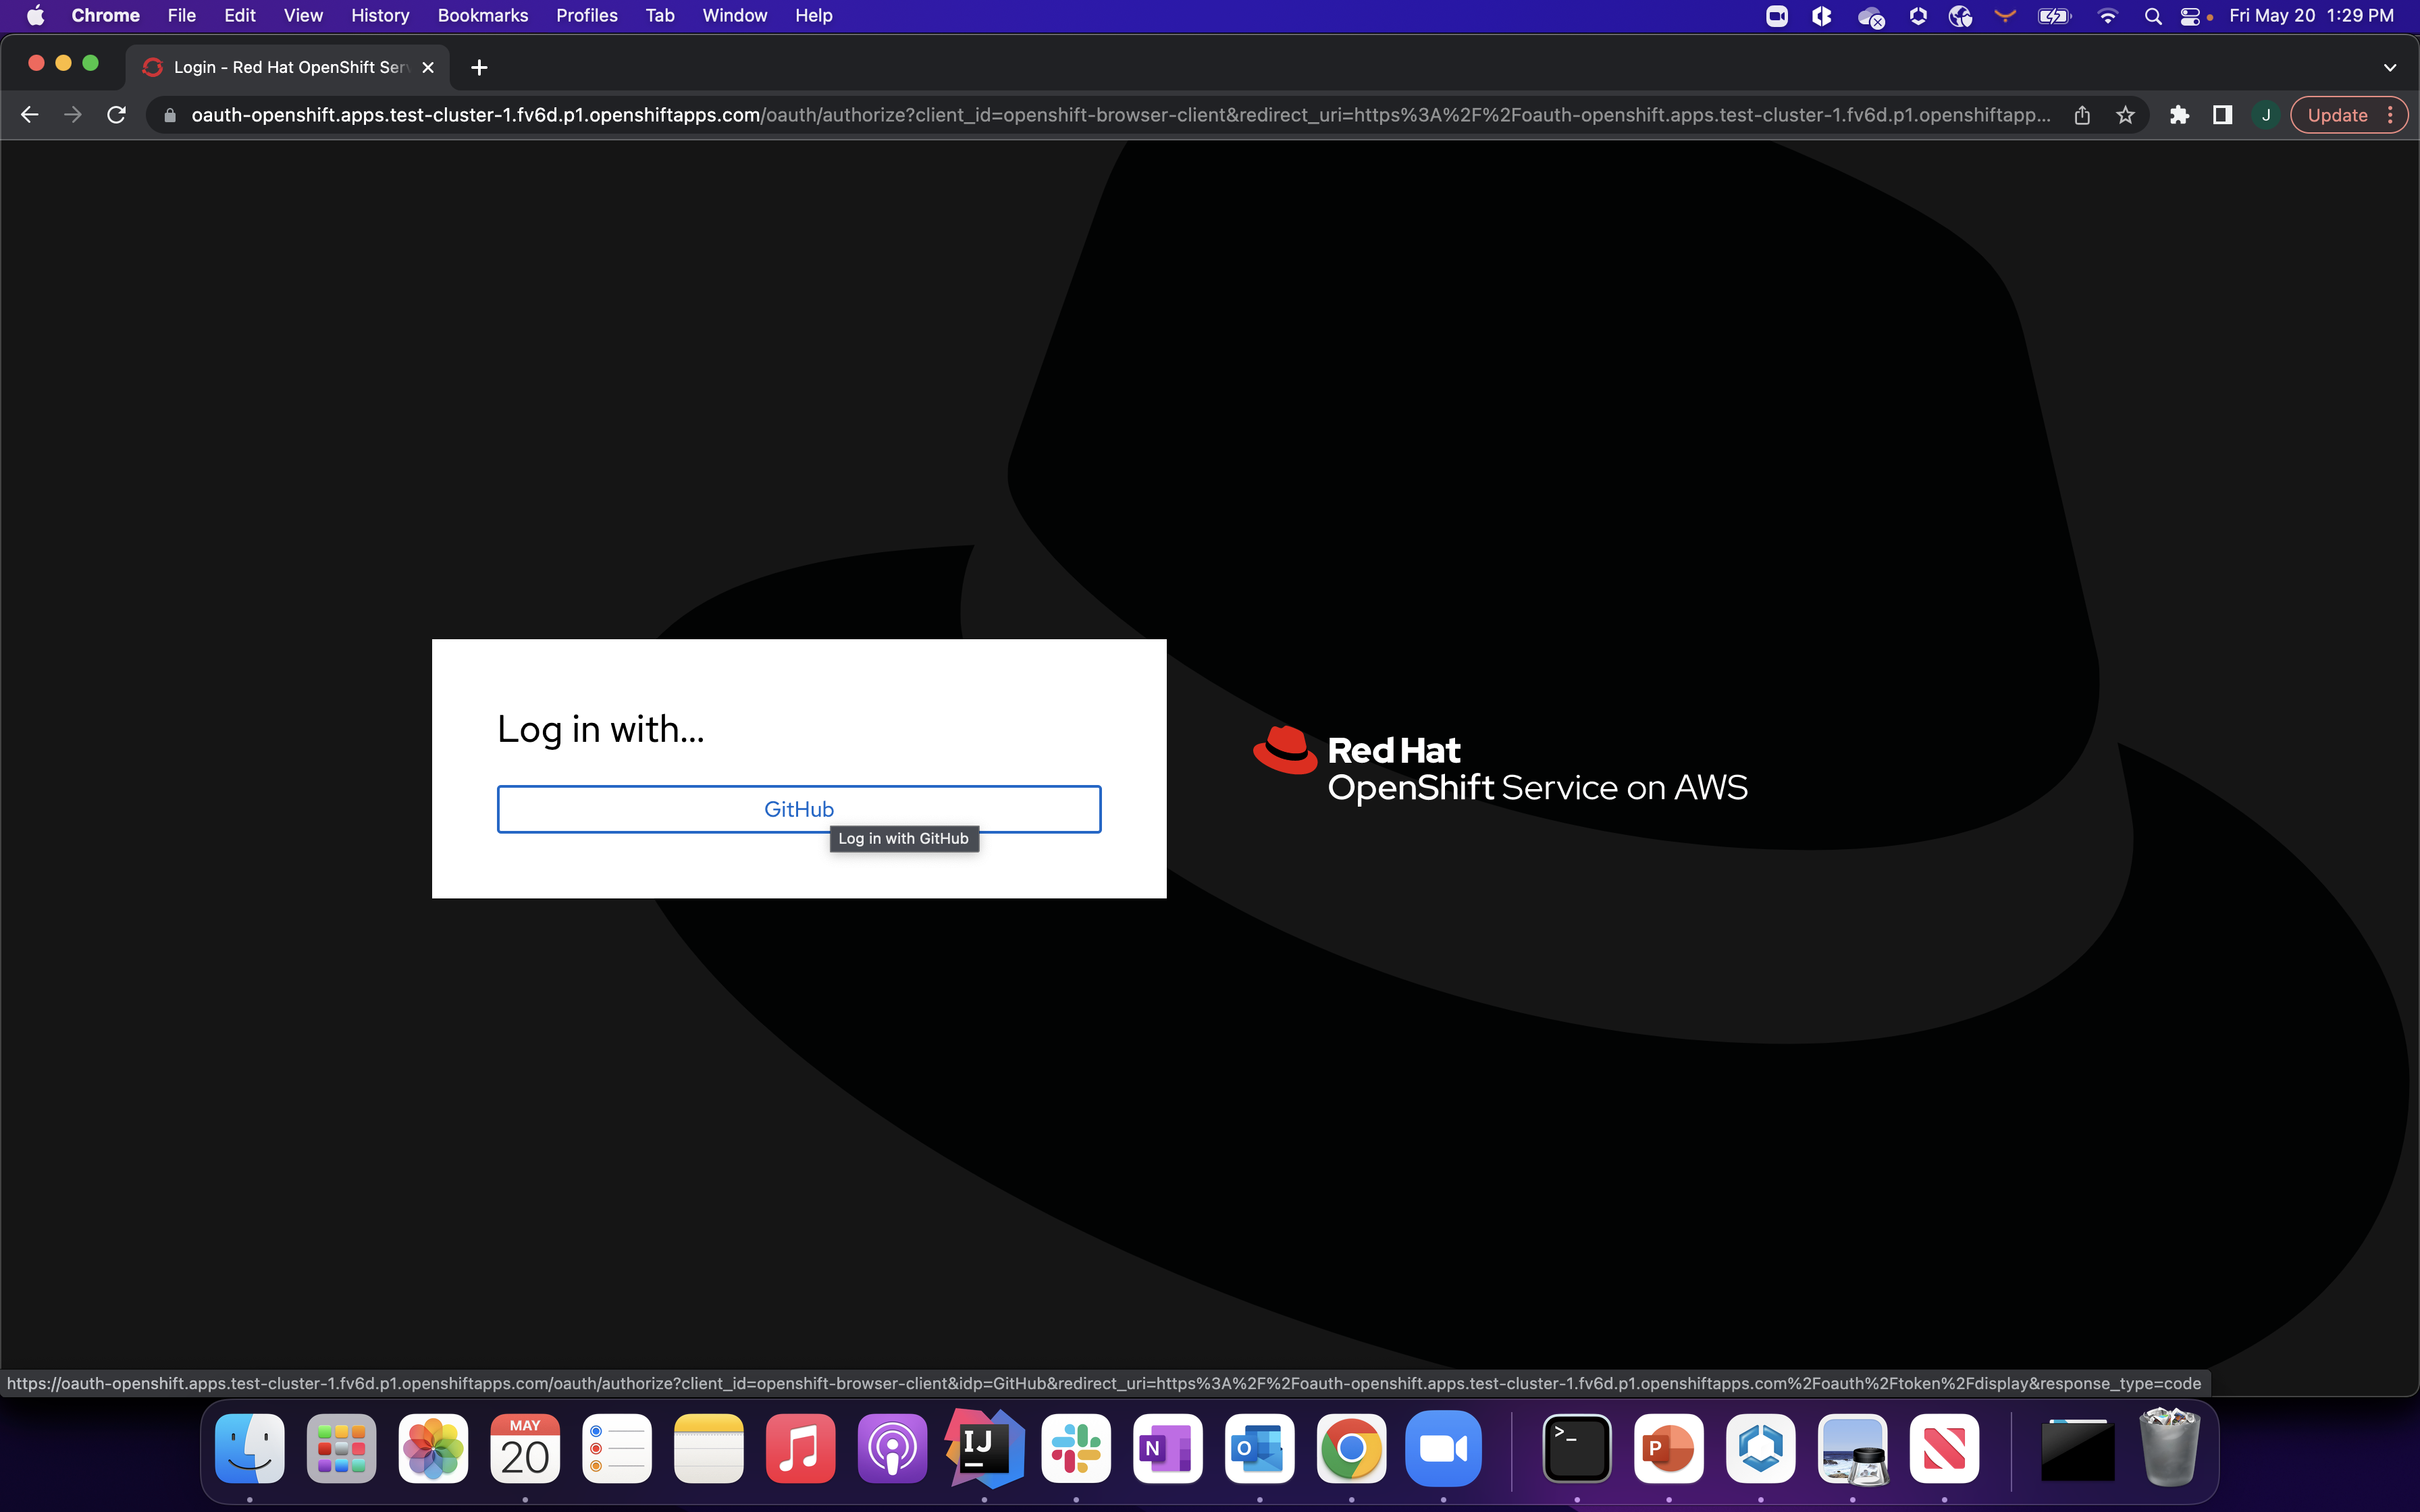 Chrome File Edit View History Bookmarks Profiles Tab Window Help Fri May 20 1:29 PM
Login - Red Hat OpenShift Ser
oauth-openshift.apps.test-cluster-1.fv6d.p1.openshiftapps.com/oauth/authorize?client_id=openshift-browser-client&redirect_uri=https%3A%2F%2Foauth-openshift.apps.test-cluster-1.fv6d.p1.openshiftapp... J Update
Log in with...
GitHub
Log in with GitHub
Red Hat
OpenShift Service on AWS
https://oauth-openshift.apps.test-cluster-1.fv6d.p1.openshiftapps.com/oauth/authorize?client_id=openshift-browser-client&idp=GitHub&redirect_uri=https%3A%2F%2Foauth-openshift.apps.test-cluster-1.fv6d.p1.openshiftapps.com%2Foauth%2Ftoken%2Fdisplay&response_type=code
MAY
20
IJ
N
O
>_
P